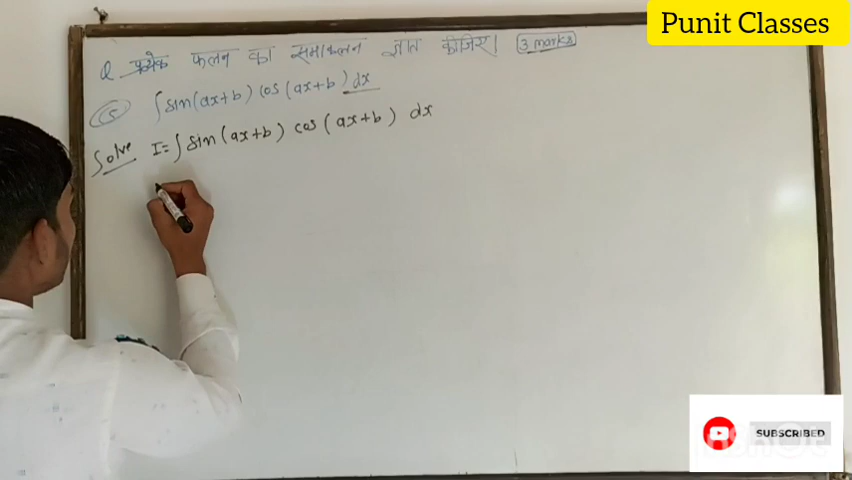 Punit Classes
Q प्रत्येक फलन का समाकलन ज्ञात कीजिए। 3 marks
(5) ∫ sin(ax+b) cos(ax+b) dx
Solve I = ∫ sin(ax+b) cos(ax+b) dx
SUBSCRIBED